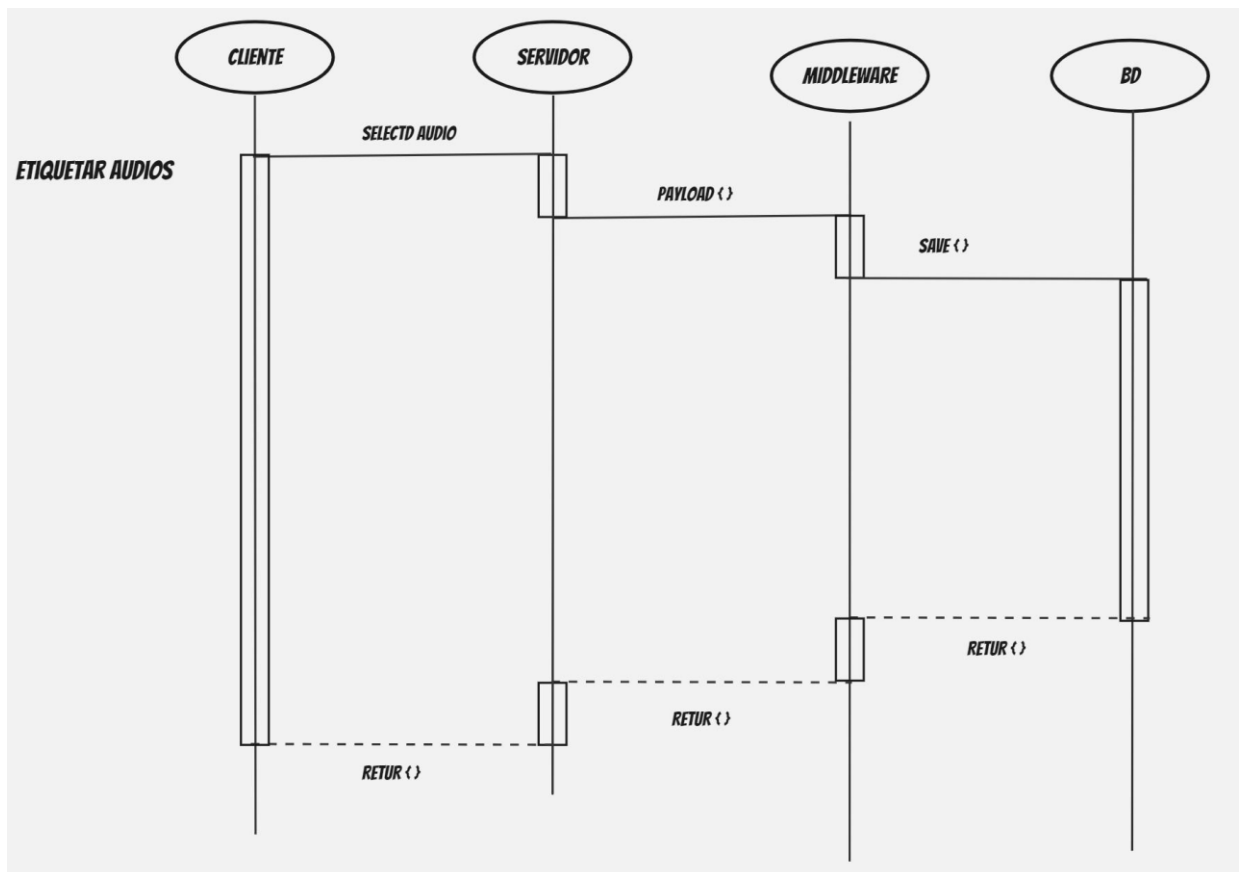 CLIENTE
SERVIDOR
MIDDLEWARE
BD
SELECTD AUDIO
ETIQUETAR AUDIOS
PAYLOAD { }
SAVE { }
RETUR { }
RETUR { }
RETUR { }